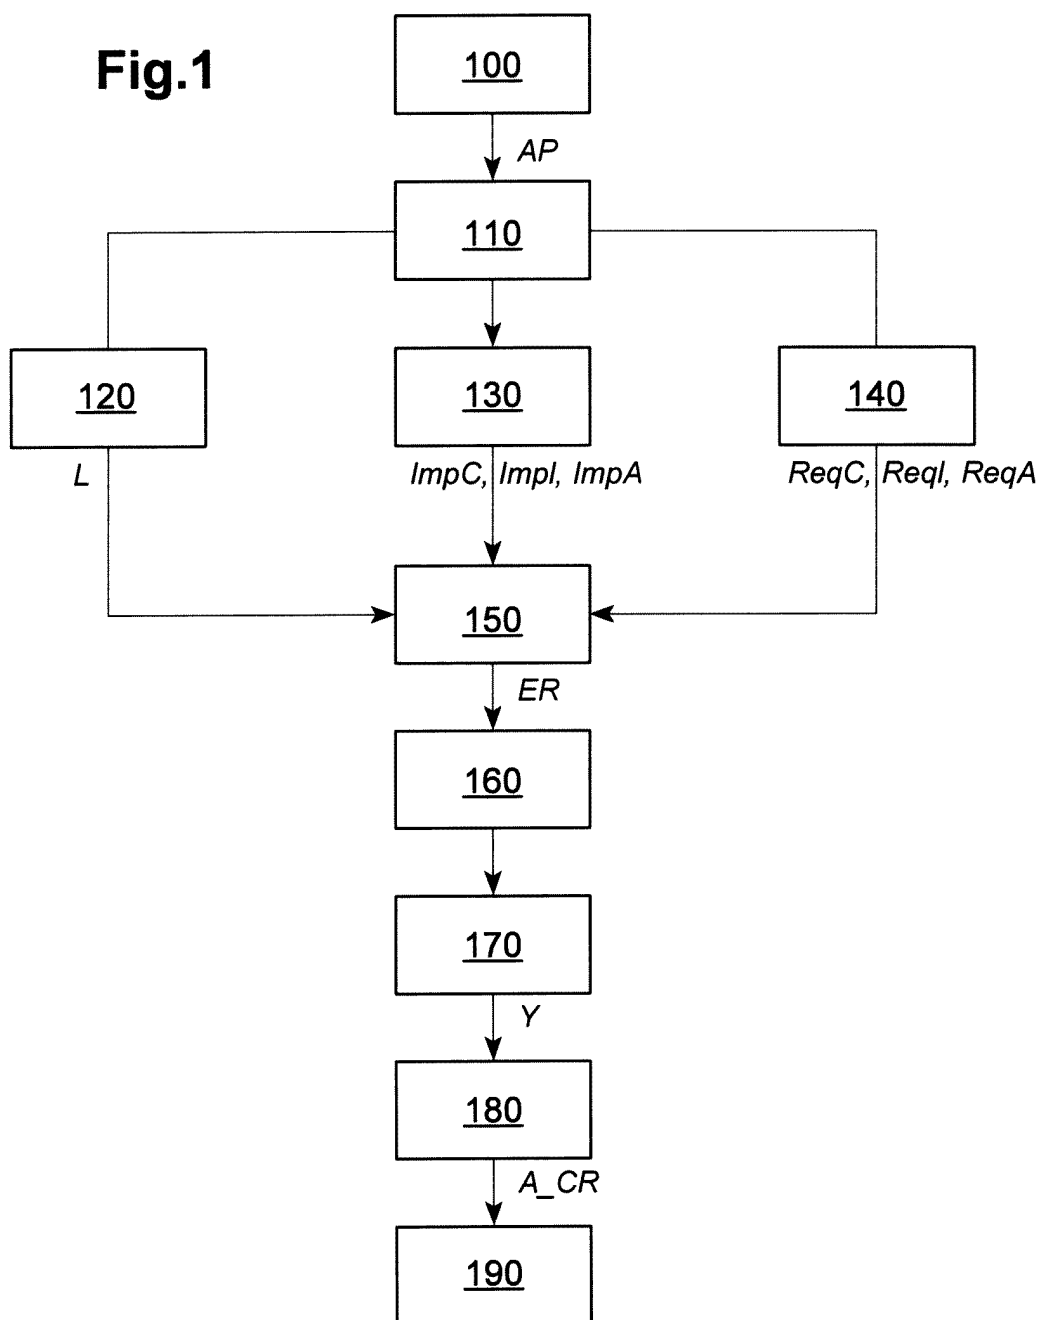 Fig.1
100
AP
110
120
130
140
L
ImpC, ImpI, ImpA
ReqC, ReqI, ReqA
150
ER
160
170
Y
180
A_CR
190